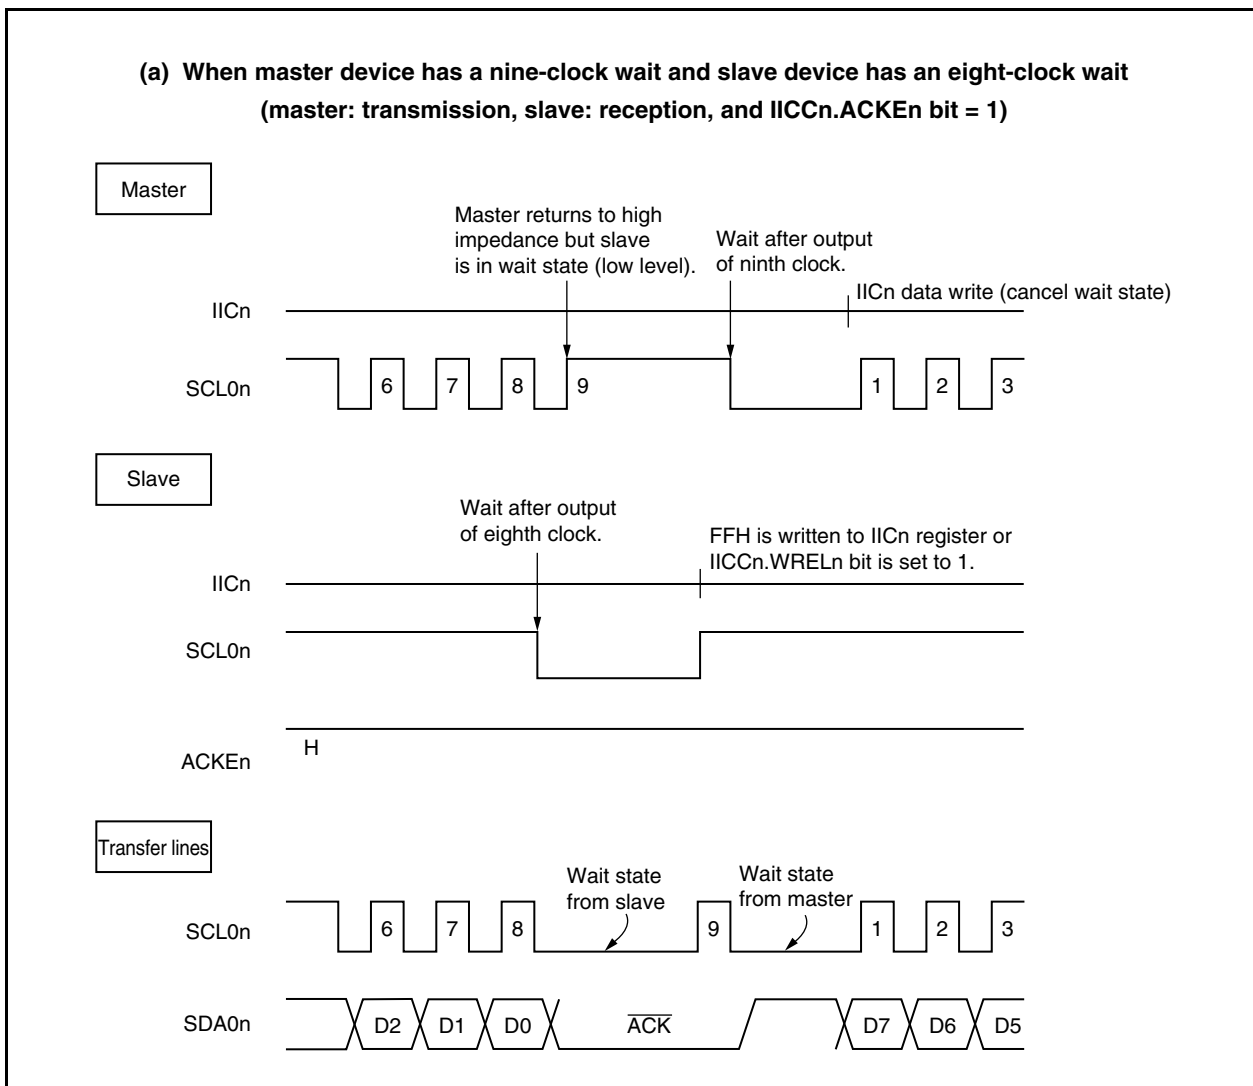 (a) When master device has a nine-clock wait and slave device has an eight-clock wait
(master: transmission, slave: reception, and IICCn.ACKEn bit = 1)
Master
Master returns to high
impedance but slave
is in wait state (low level).
Wait after output
of ninth clock.
IICn data write (cancel wait state)
IICn
SCL0n
6 7 8 9 1 2 3
Slave
Wait after output
of eighth clock.
FFH is written to IICn register or
IICCn.WRELn bit is set to 1.
IICn
SCL0n
H
ACKEn
Transfer lines
Wait state
from slave
Wait state
from master
SCL0n
6 7 8 9 1 2 3
SDA0n
D2 D1 D0 ACK D7 D6 D5